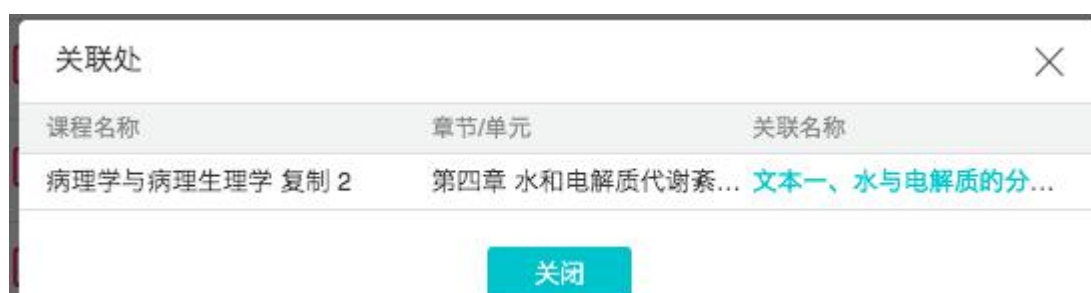 关联处
课程名称 章节/单元 关联名称
病理学与病理生理学 复制 2 第四章 水和电解质代谢紊... 文本一、水与电解质的分...
关闭